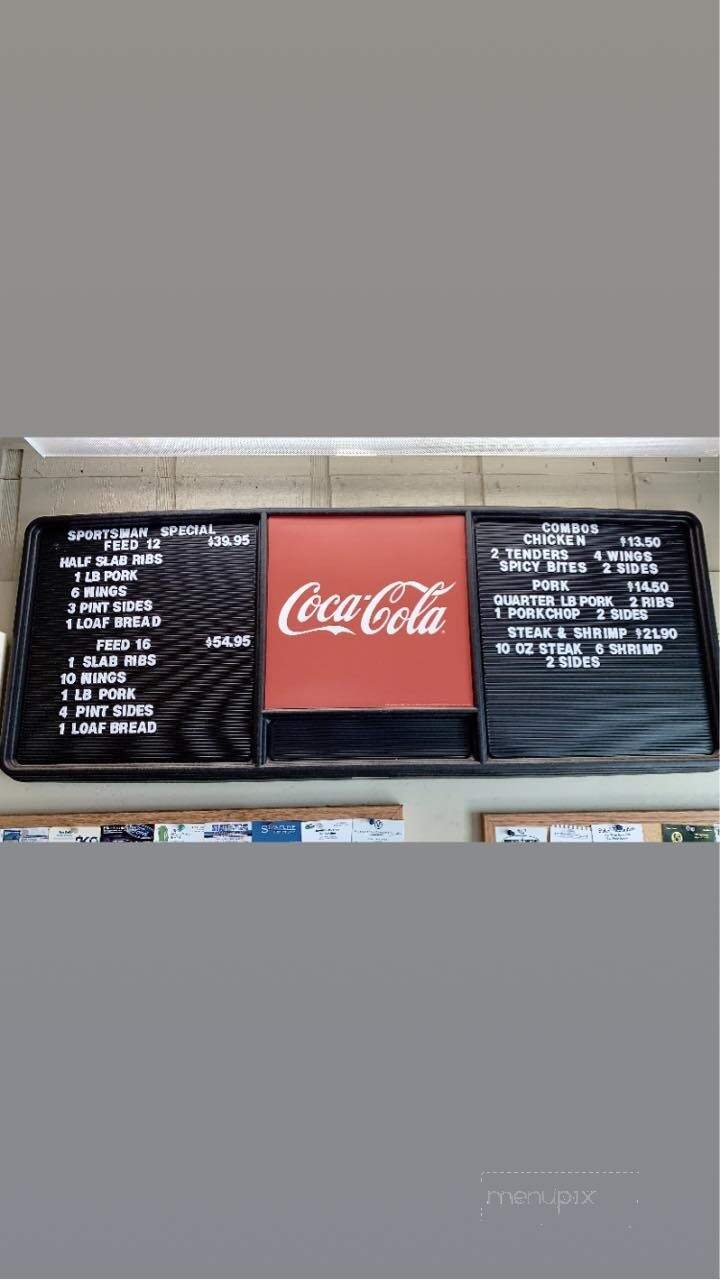 SPORTSMAN SPECIAL
FEED 12 $39.95
HALF SLAB RIBS
1 LB PORK
6 WINGS
3 PINT SIDES
1 LOAF BREAD
FEED 16 $54.95
1 SLAB RIBS
10 WINGS
1 LB PORK
4 PINT SIDES
1 LOAF BREAD
Coca-Cola
COMBOS
CHICKEN $13.50
2 TENDERS 4 WINGS
SPICY BITES 2 SIDES
PORK $14.50
QUARTER LB PORK 2 RIBS
1 PORKCHOP 2 SIDES
STEAK & SHRIMP $21.90
10 OZ STEAK 6 SHRIMP
2 SIDES
menupix